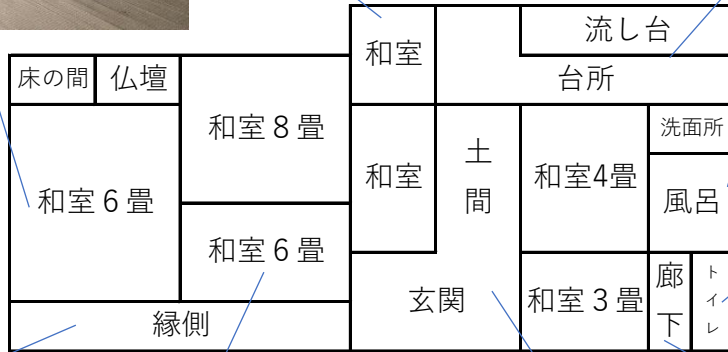 流し台
和室
床の間
仏壇
台所
和室８畳
洗面所
土間
和室
和室4畳
和室６畳
風呂
和室６畳
廊下
トイレ
玄関
和室３畳
縁側